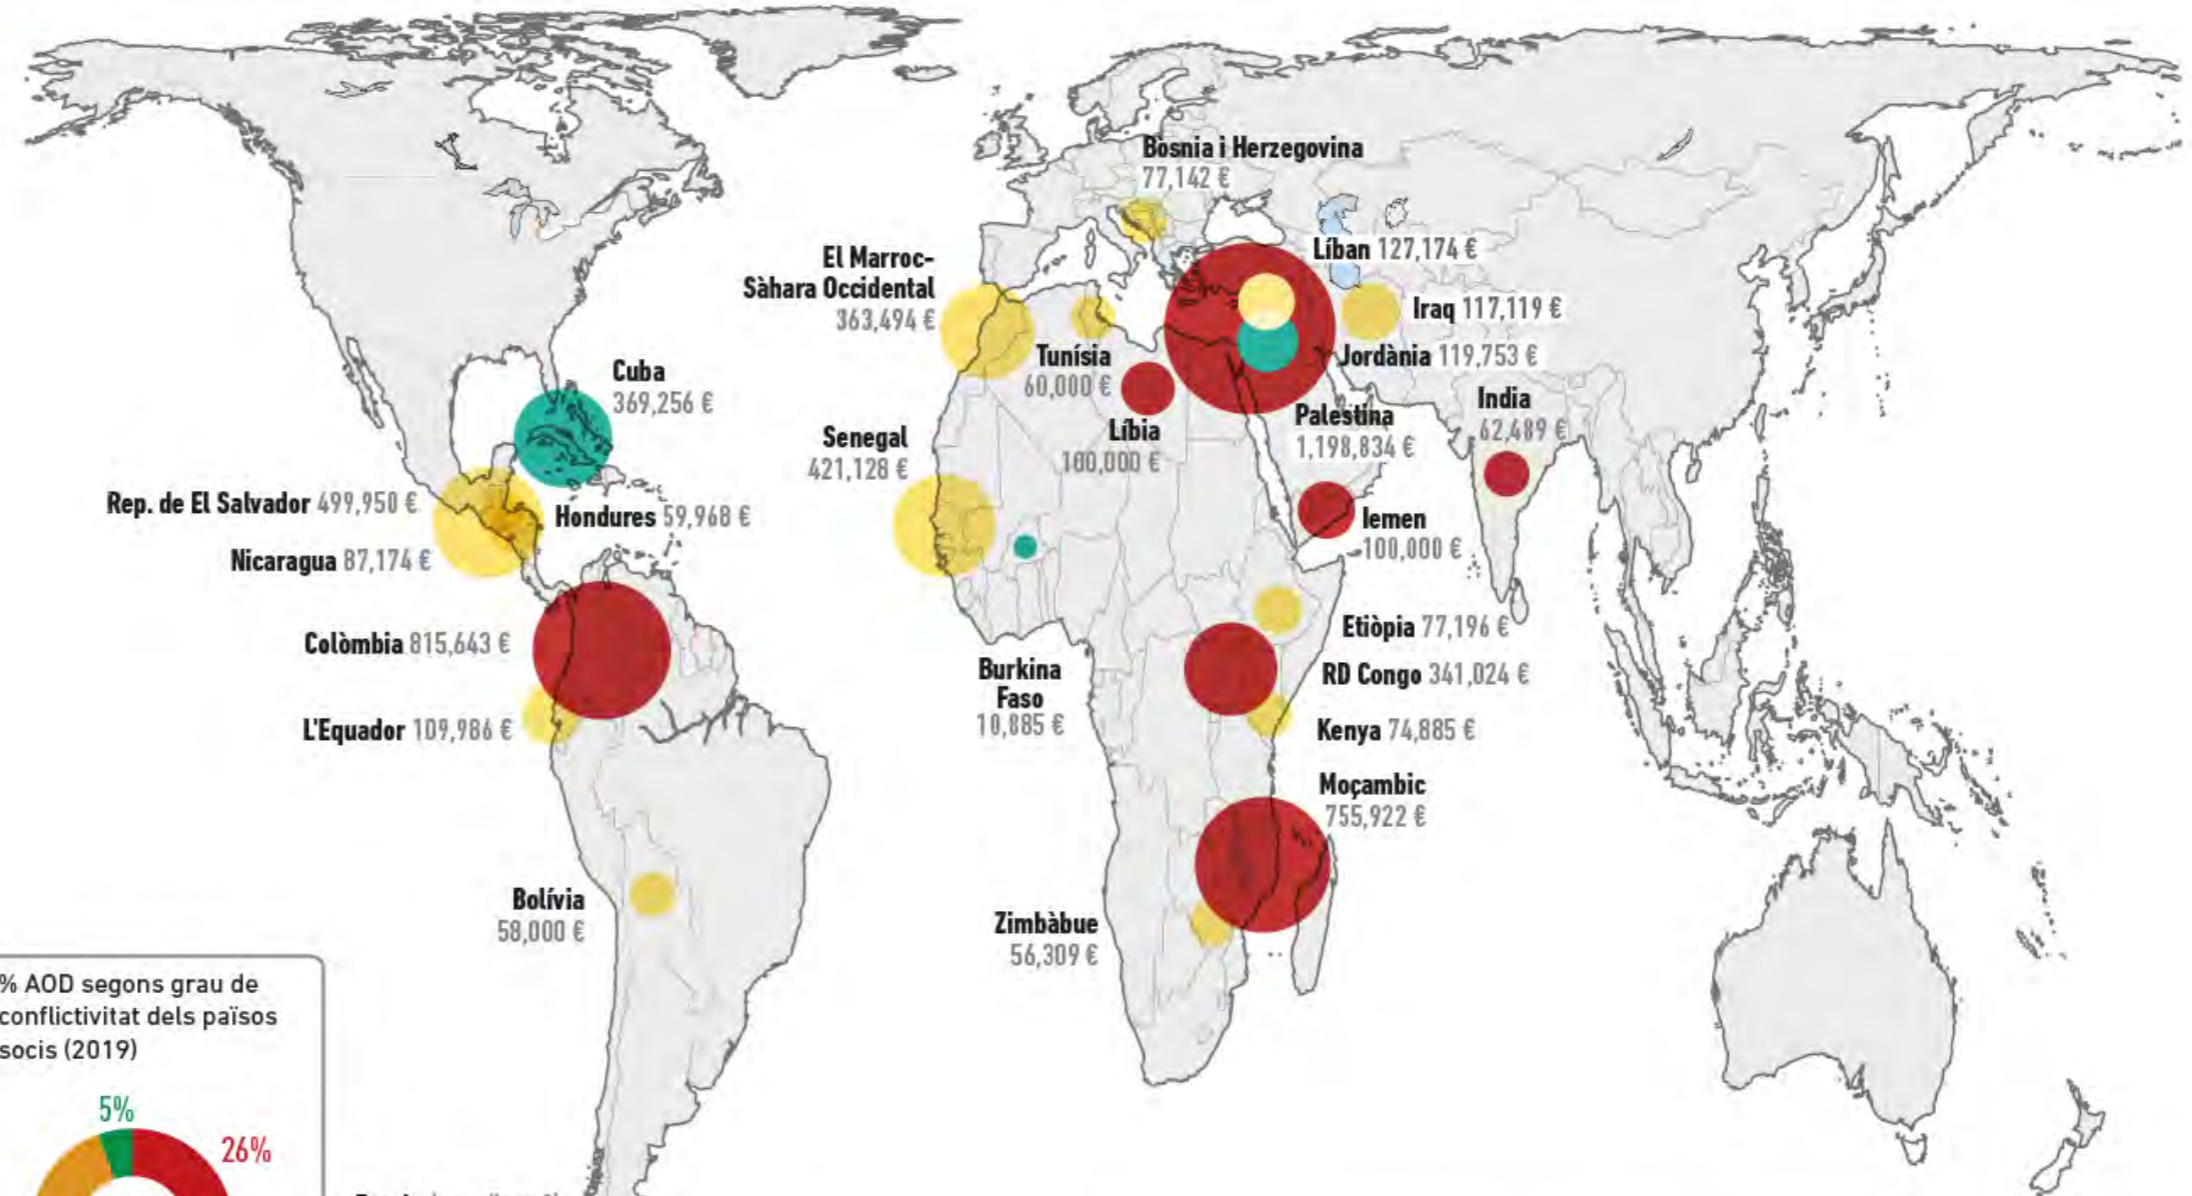 Bòsnia i Herzegovina
77,142 €
El Marroc-
Sàhara Occidental
363,494 €
Líban 127,174 €
Iraq 117,119 €
Jordània 119,753 €
Tunísia
60,000 €
Cuba
369,256 €
India
62,489 €
Palestina
1,198,834 €
Líbia
100,000 €
Senegal
421,128 €
Rep. de El Salvador 499,950 €
Hondures 59,968 €
Iemen
100,000 €
Nicaragua 87,174 €
Etiòpia 77,196 €
Colòmbia 815,643 €
Burkina
Faso
10,885 €
RD Congo 341,024 €
L'Equador 109,986 €
Kenya 74,885 €
Moçambic
755,922 €
Bolívia
58,000 €
Zimbàbue
56,309 €
% AOD segons grau de
conflictivitat dels països
socis (2019)
5%
26%